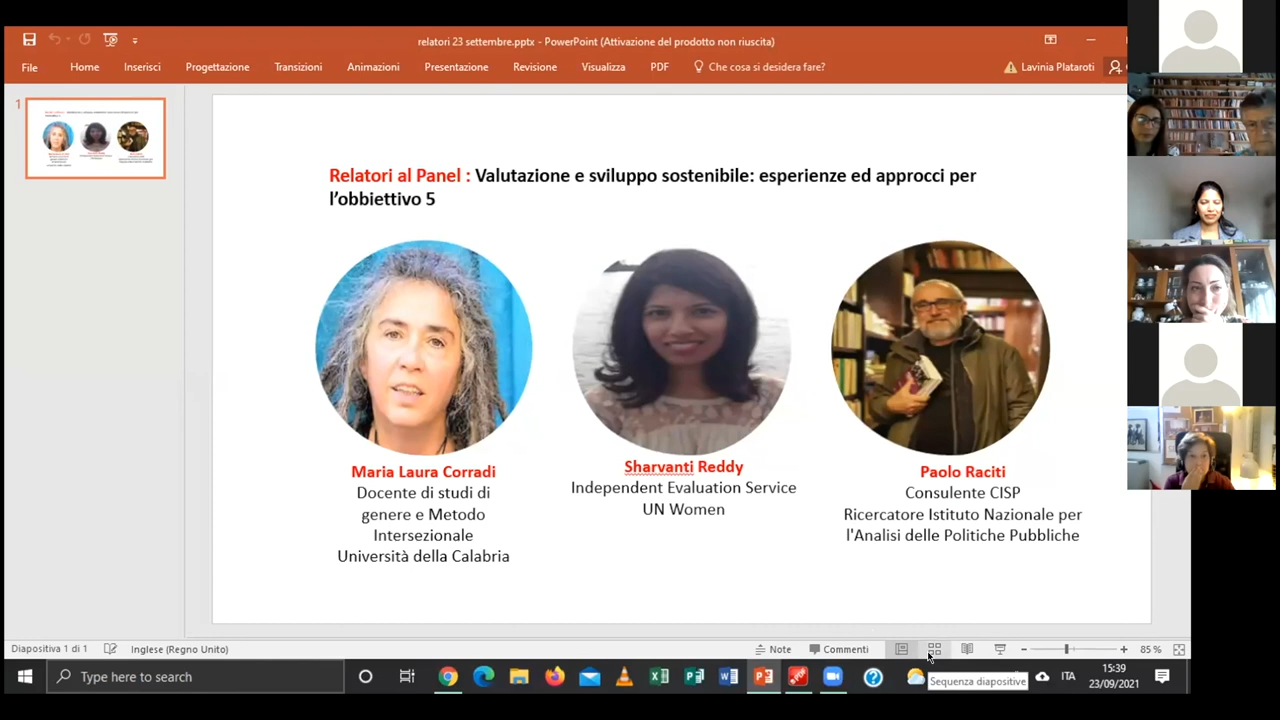 relatori 23 settembre.pptx - PowerPoint (Attivazione del prodotto non riuscita)
File Home Inserisci Progettazione Transizioni Animazioni Presentazione Revisione Visualizza PDF Che cosa si desidera fare? Lavinia Plataroti
1
Relatori al Panel : Valutazione e sviluppo sostenibile: esperienze ed approcci per
l’obbiettivo 5
Maria Laura Corradi
Docente di studi di
genere e Metodo
Intersezionale
Università della Calabria
Sharvanti Reddy
Independent Evaluation Service
UN Women
Paolo Raciti
Consulente CISP
Ricercatore Istituto Nazionale per
l'Analisi delle Politiche Pubbliche
Diapositiva 1 di 1 Inglese (Regno Unito) Note Commenti 85 %
Type here to search
Sequenza diapositive
ITA
15:39
23/09/2021